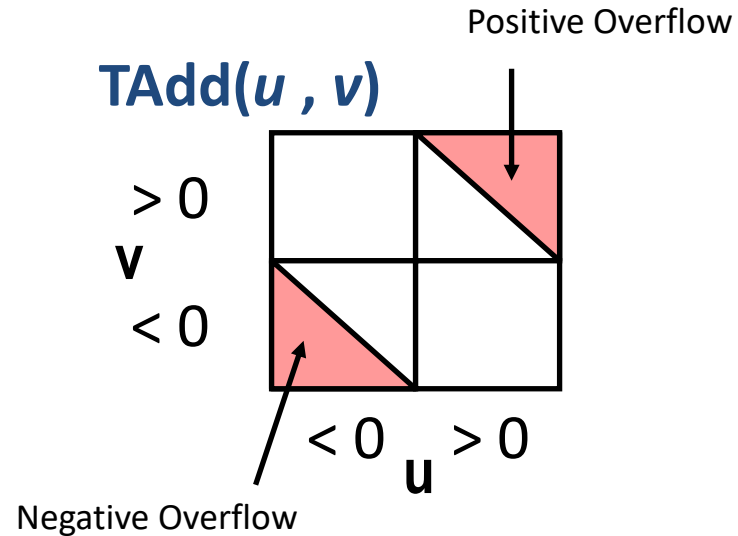 Positive Overflow
TAdd(u , v)
> 0
v
< 0
< 0 > 0
u
Negative Overflow